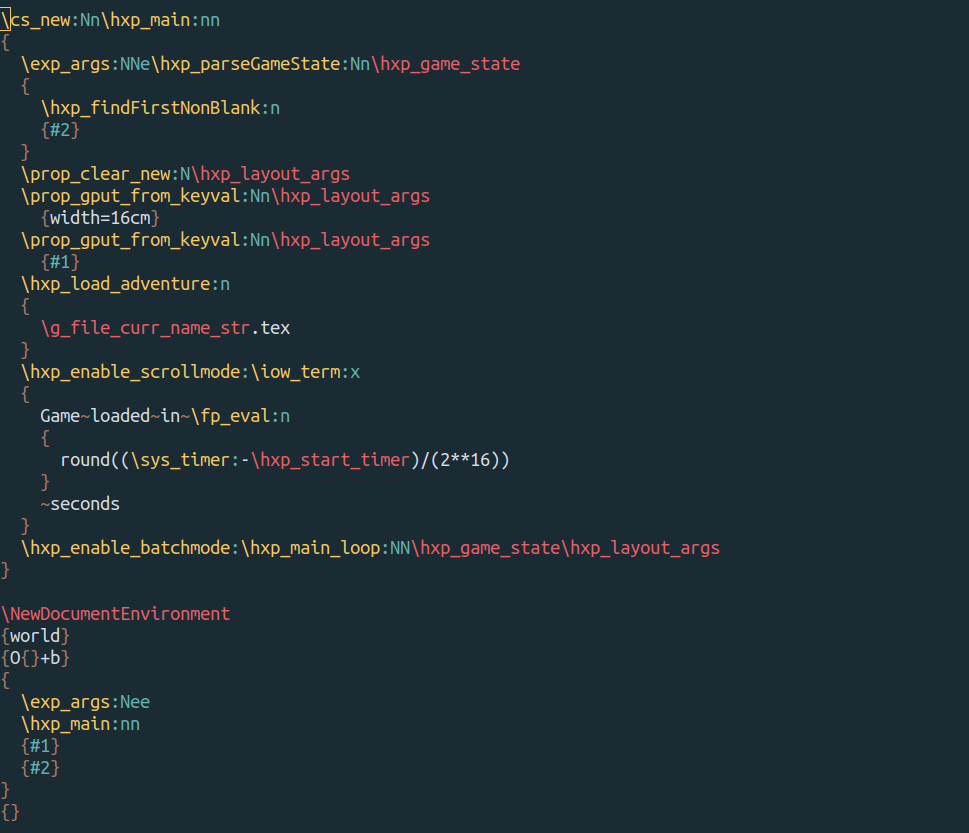 \cs_new:Nn\hxp_main:nn
{
  \exp_args:NNe\hxp_parseGameState:Nn\hxp_game_state
  {
    \hxp_findFirstNonBlank:n
    {#2}
  }
  \prop_clear_new:N\hxp_layout_args
  \prop_gput_from_keyval:Nn\hxp_layout_args
    {width=16cm}
  \prop_gput_from_keyval:Nn\hxp_layout_args
    {#1}
  \hxp_load_adventure:n
  {
    \g_file_curr_name_str.tex
  }
  \hxp_enable_scrollmode:\iow_term:x
  {
    Game~loaded~in~\fp_eval:n
    {
      round((\sys_timer:-\hxp_start_timer)/(2**16))
    }
    ~seconds
  }
  \hxp_enable_batchmode:\hxp_main_loop:NN\hxp_game_state\hxp_layout_args
}

\NewDocumentEnvironment
{world}
{O{}+b}
{
  \exp_args:Nee
  \hxp_main:nn
  {#1}
  {#2}
}
{}